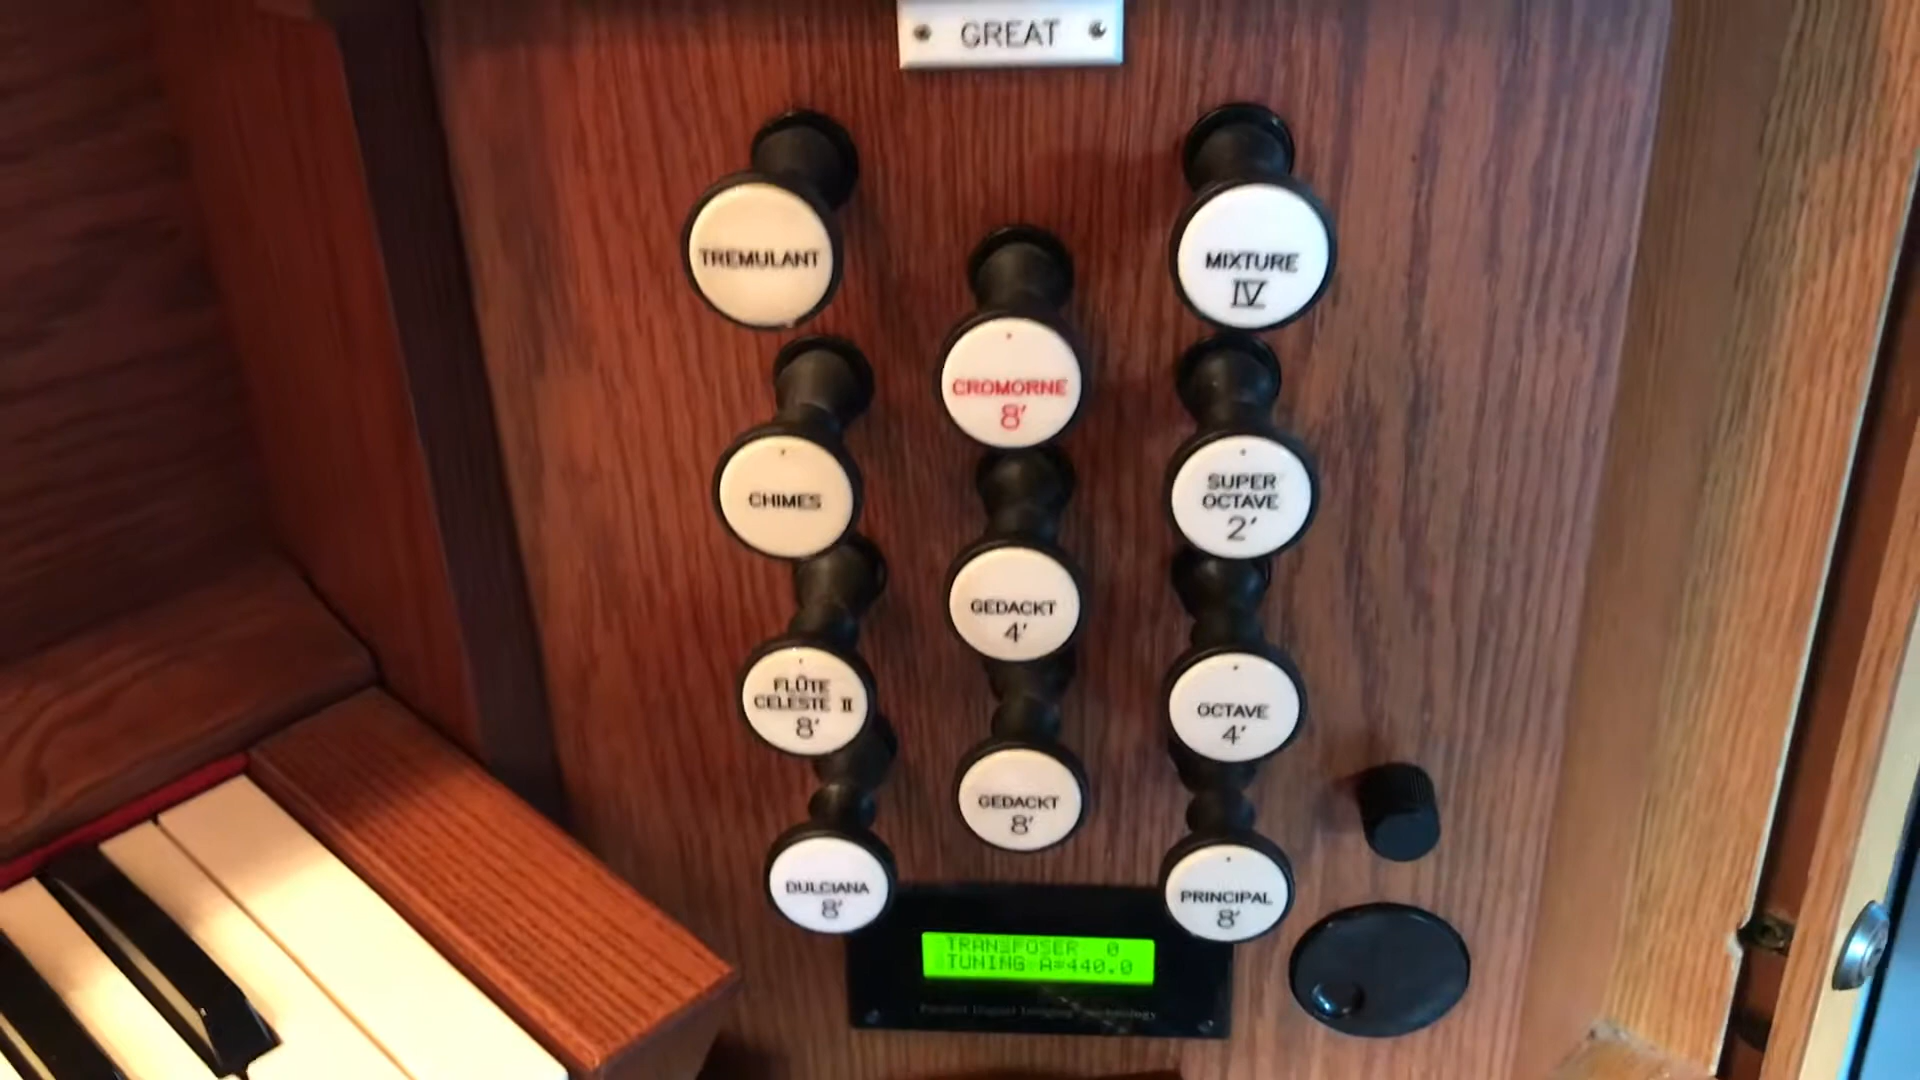 GREAT
TREMULANT
MIXTURE
IV
CROMORNE
8'
CHIMES
SUPER
OCTAVE
2'
GEDACKT
4'
FLÛTE
CELESTE II
8'
OCTAVE
4'
GEDACKT
8'
DULCIANA
8'
PRINCIPAL
8'
TRANSPOSER 0
TUNING A=440.0